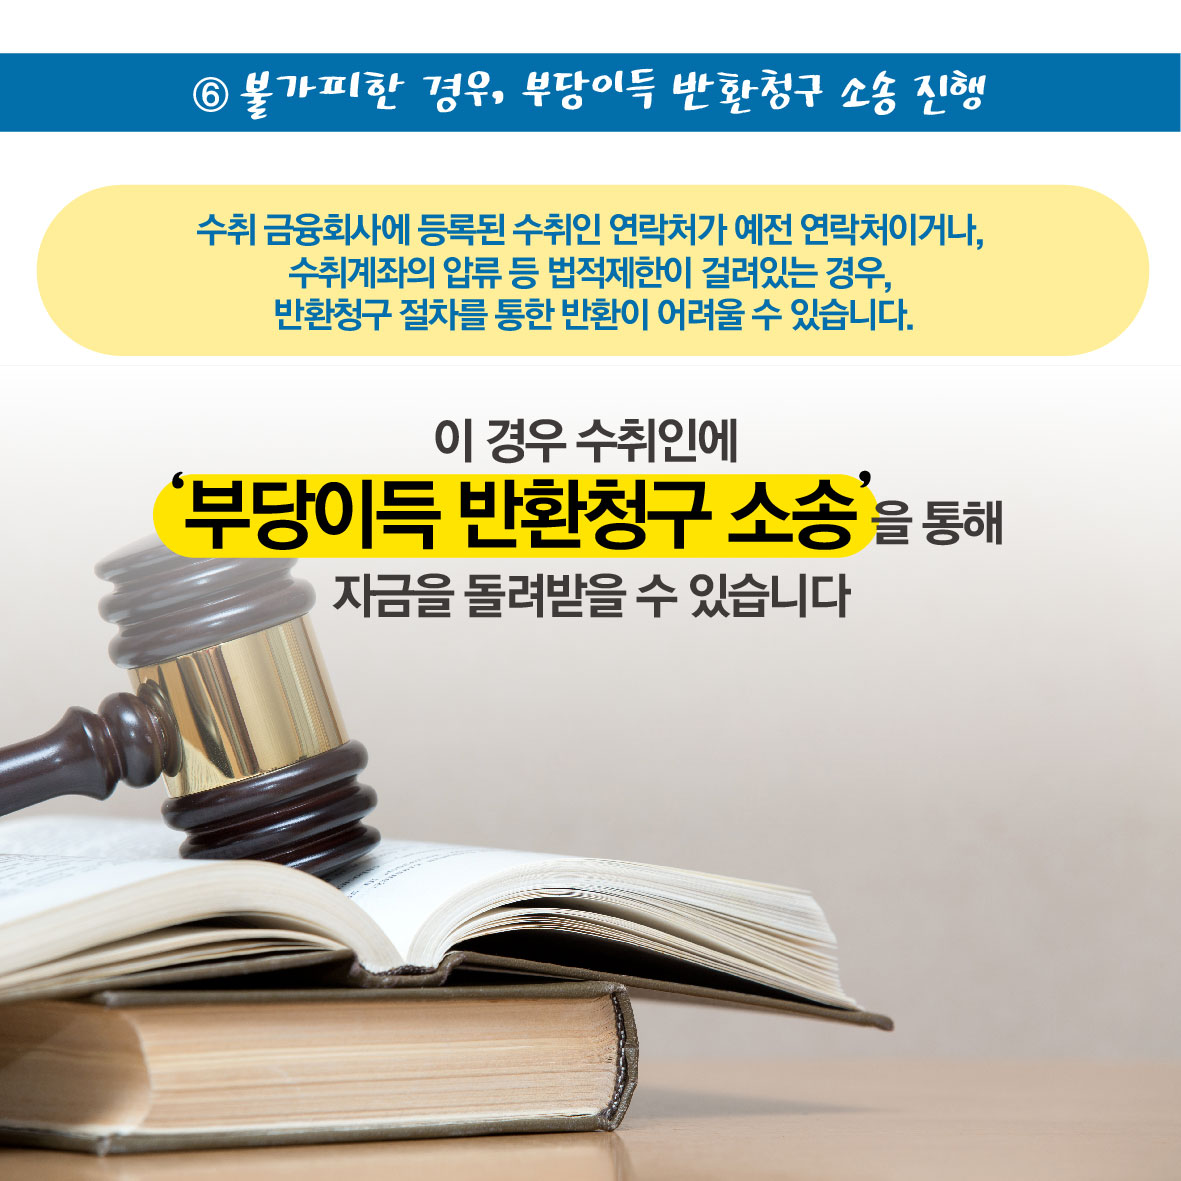 ⑥ 불가피한 경우, 부당이득 반환청구 소송 진행
수취 금융회사에 등록된 수취인 연락처가 예전 연락처이거나,
수취계좌의 압류 등 법적제한이 걸려있는 경우,
반환청구 절차를 통한 반환이 어려울 수 있습니다.
이 경우 수취인에
‘부당이득 반환청구 소송’을 통해
자금을 돌려받을 수 있습니다